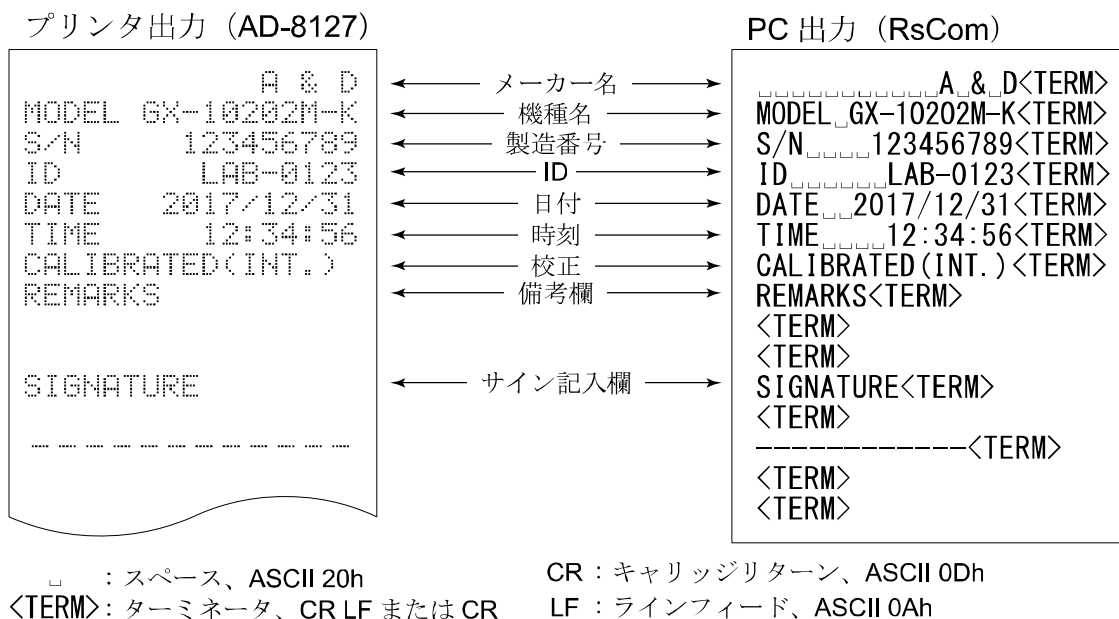 プリンタ出力（AD-8127）
A & D
MODEL GX-10202M-K
S/N 123456789
ID LAB-0123
DATE 2017/12/31
TIME 12:34:56
CALIBRATED(INT.)
REMARKS
SIGNATURE
_ _ _ _ _ _ _ _ _ _ _ _ _
メーカー名
機種名
製造番号
ID
日付
時刻
校正
備考欄
サイン記入欄
PC 出力（RsCom）
␣␣␣␣␣␣␣␣␣␣␣A␣&␣D<TERM>
MODEL␣GX-10202M-K<TERM>
S/N␣␣␣␣123456789<TERM>
ID␣␣␣␣␣␣LAB-0123<TERM>
DATE␣␣2017/12/31<TERM>
TIME␣␣␣␣12:34:56<TERM>
CALIBRATED(INT.)<TERM>
REMARKS<TERM>
<TERM>
<TERM>
SIGNATURE<TERM>
<TERM>
---------------<TERM>
<TERM>
<TERM>
␣ ：スペース、ASCII 20h
<TERM>：ターミネータ、CR LF または CR
CR：キャリッジリターン、ASCII 0Dh
LF：ラインフィード、ASCII 0Ah